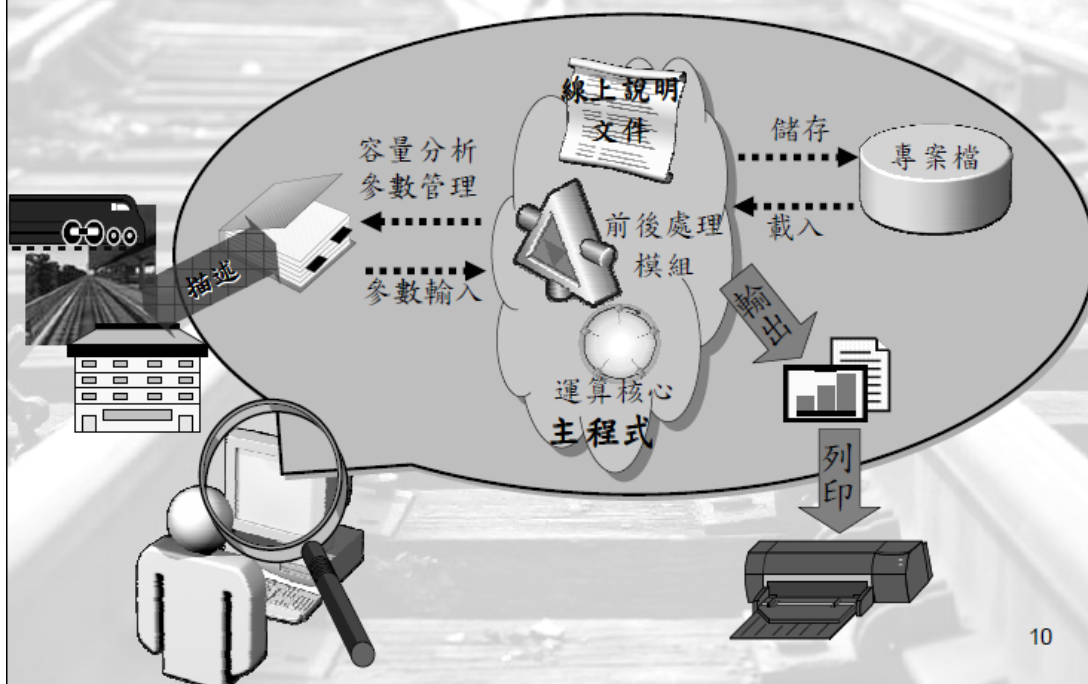 線上說明
文件
容量分析
參數管理
儲存
專案檔
載入
前後處理
模組
描述
參數輸入
輸出
運算核心
主程式
列印
10